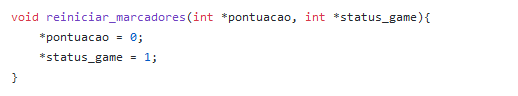 void reiniciar_marcadores(int *pontuacao, int *status_game){
    *pontuacao = 0;
    *status_game = 1;
}